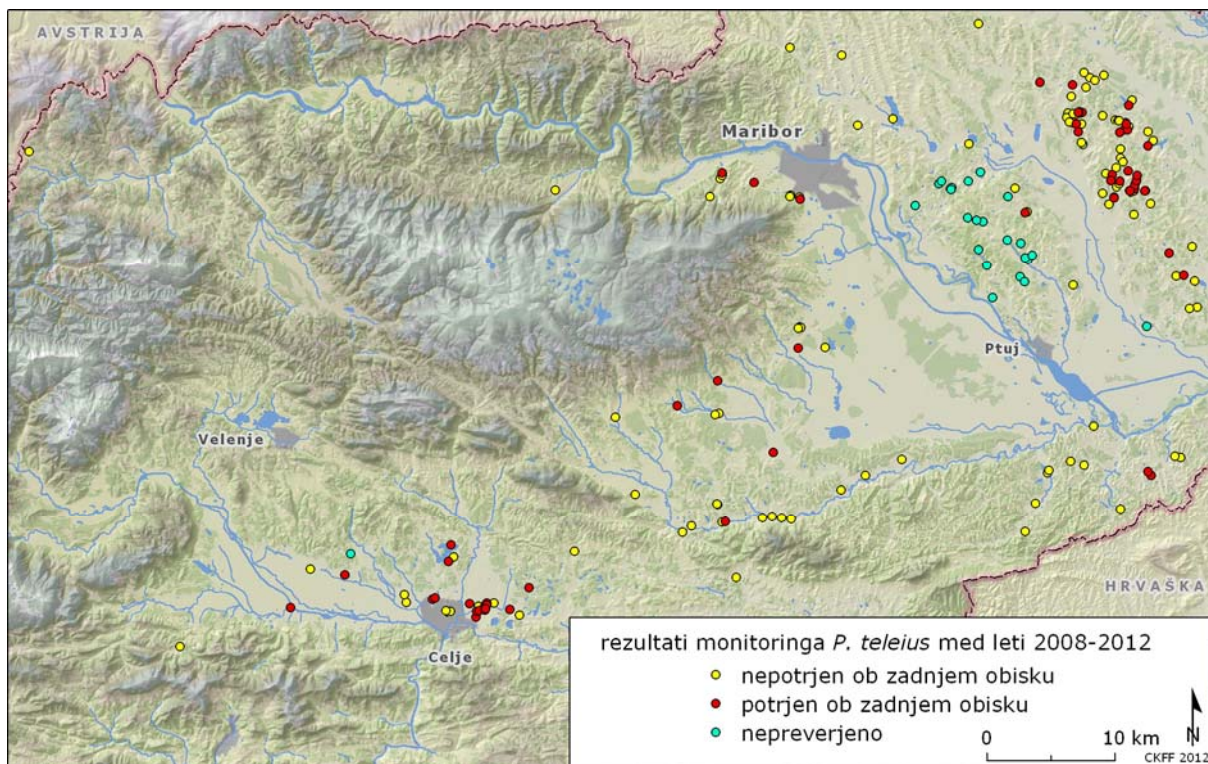 AVSTRIJA
Maribor
Ptuj
Velenje
Celje
HRVAŠKA
rezultati monitoringa P. teleius med leti 2008-2012
nepotrjen ob zadnjem obisku
potrjen ob zadnjem obisku
nepreverjeno
0 10 km
N
CKFF 2012